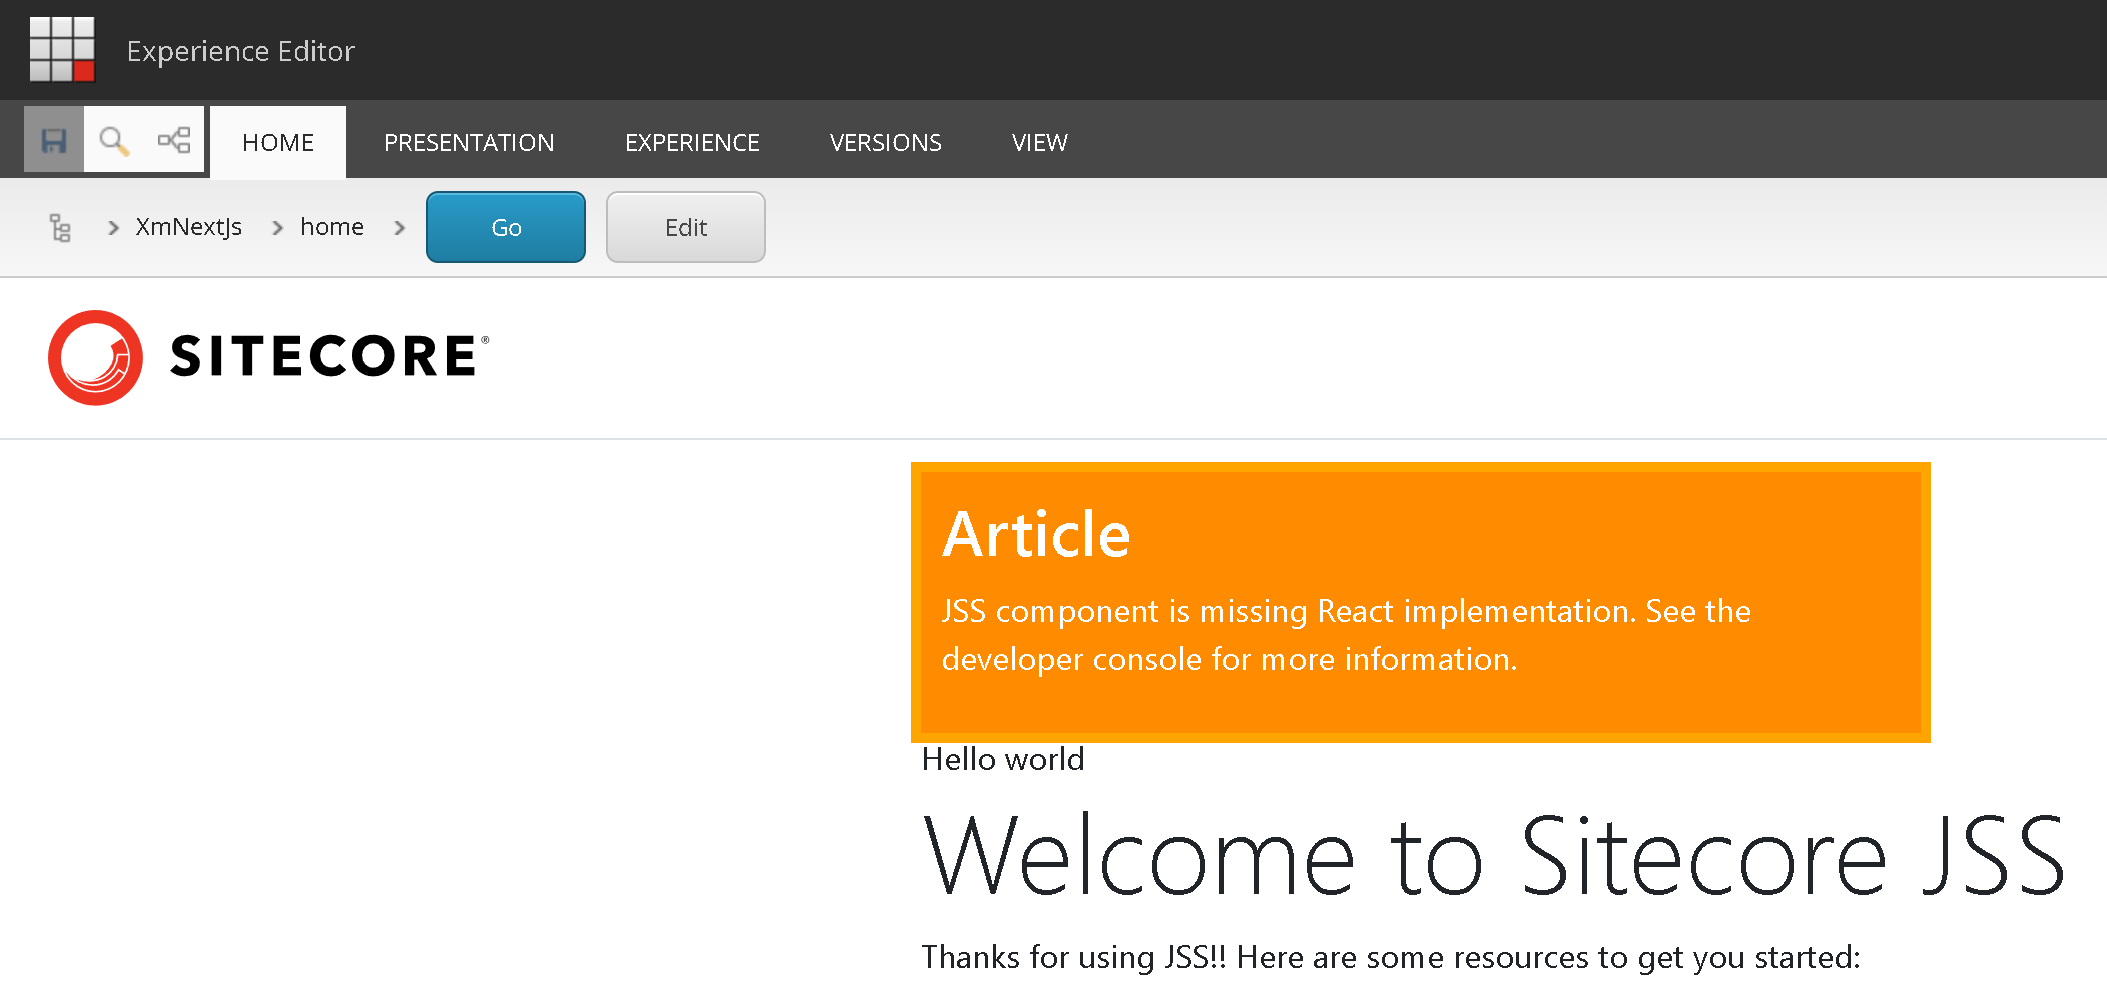 Experience Editor
HOME PRESENTATION EXPERIENCE VERSIONS VIEW
XmNextJs home Go Edit
SITECORE®
Article
JSS component is missing React implementation. See the
developer console for more information.
Hello world
Welcome to Sitecore JSS
Thanks for using JSS!! Here are some resources to get you started: